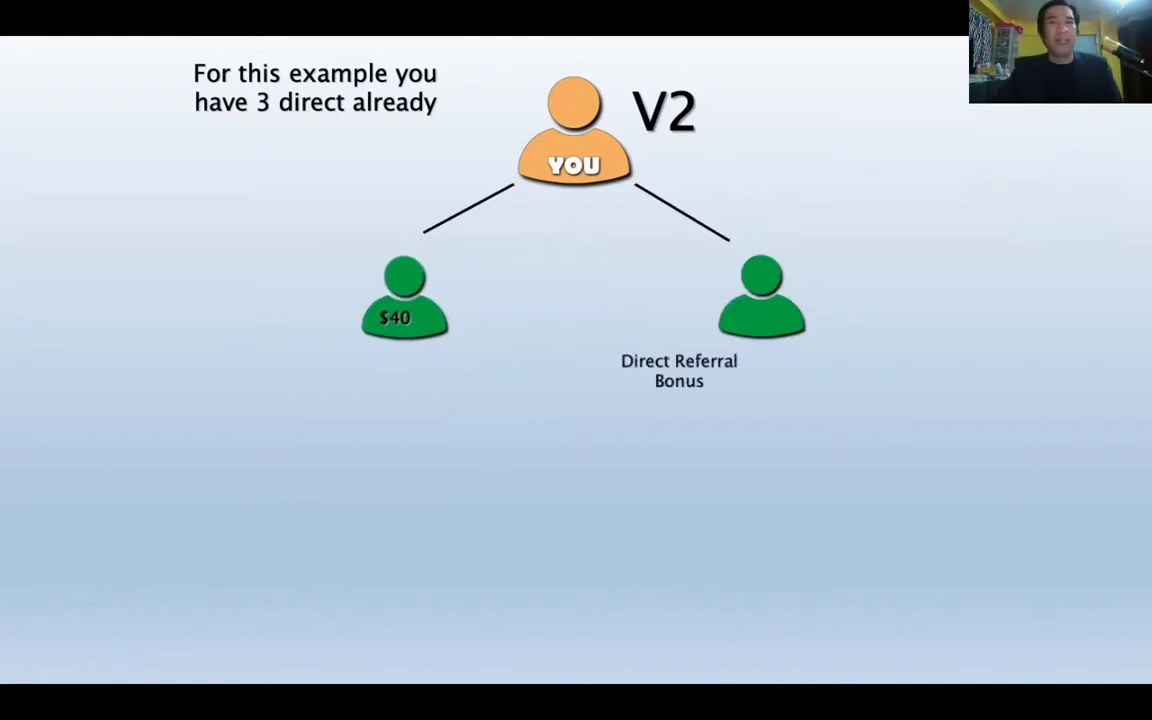 For this example you
have 3 direct already
V2
YOU
$40
Direct Referral
Bonus